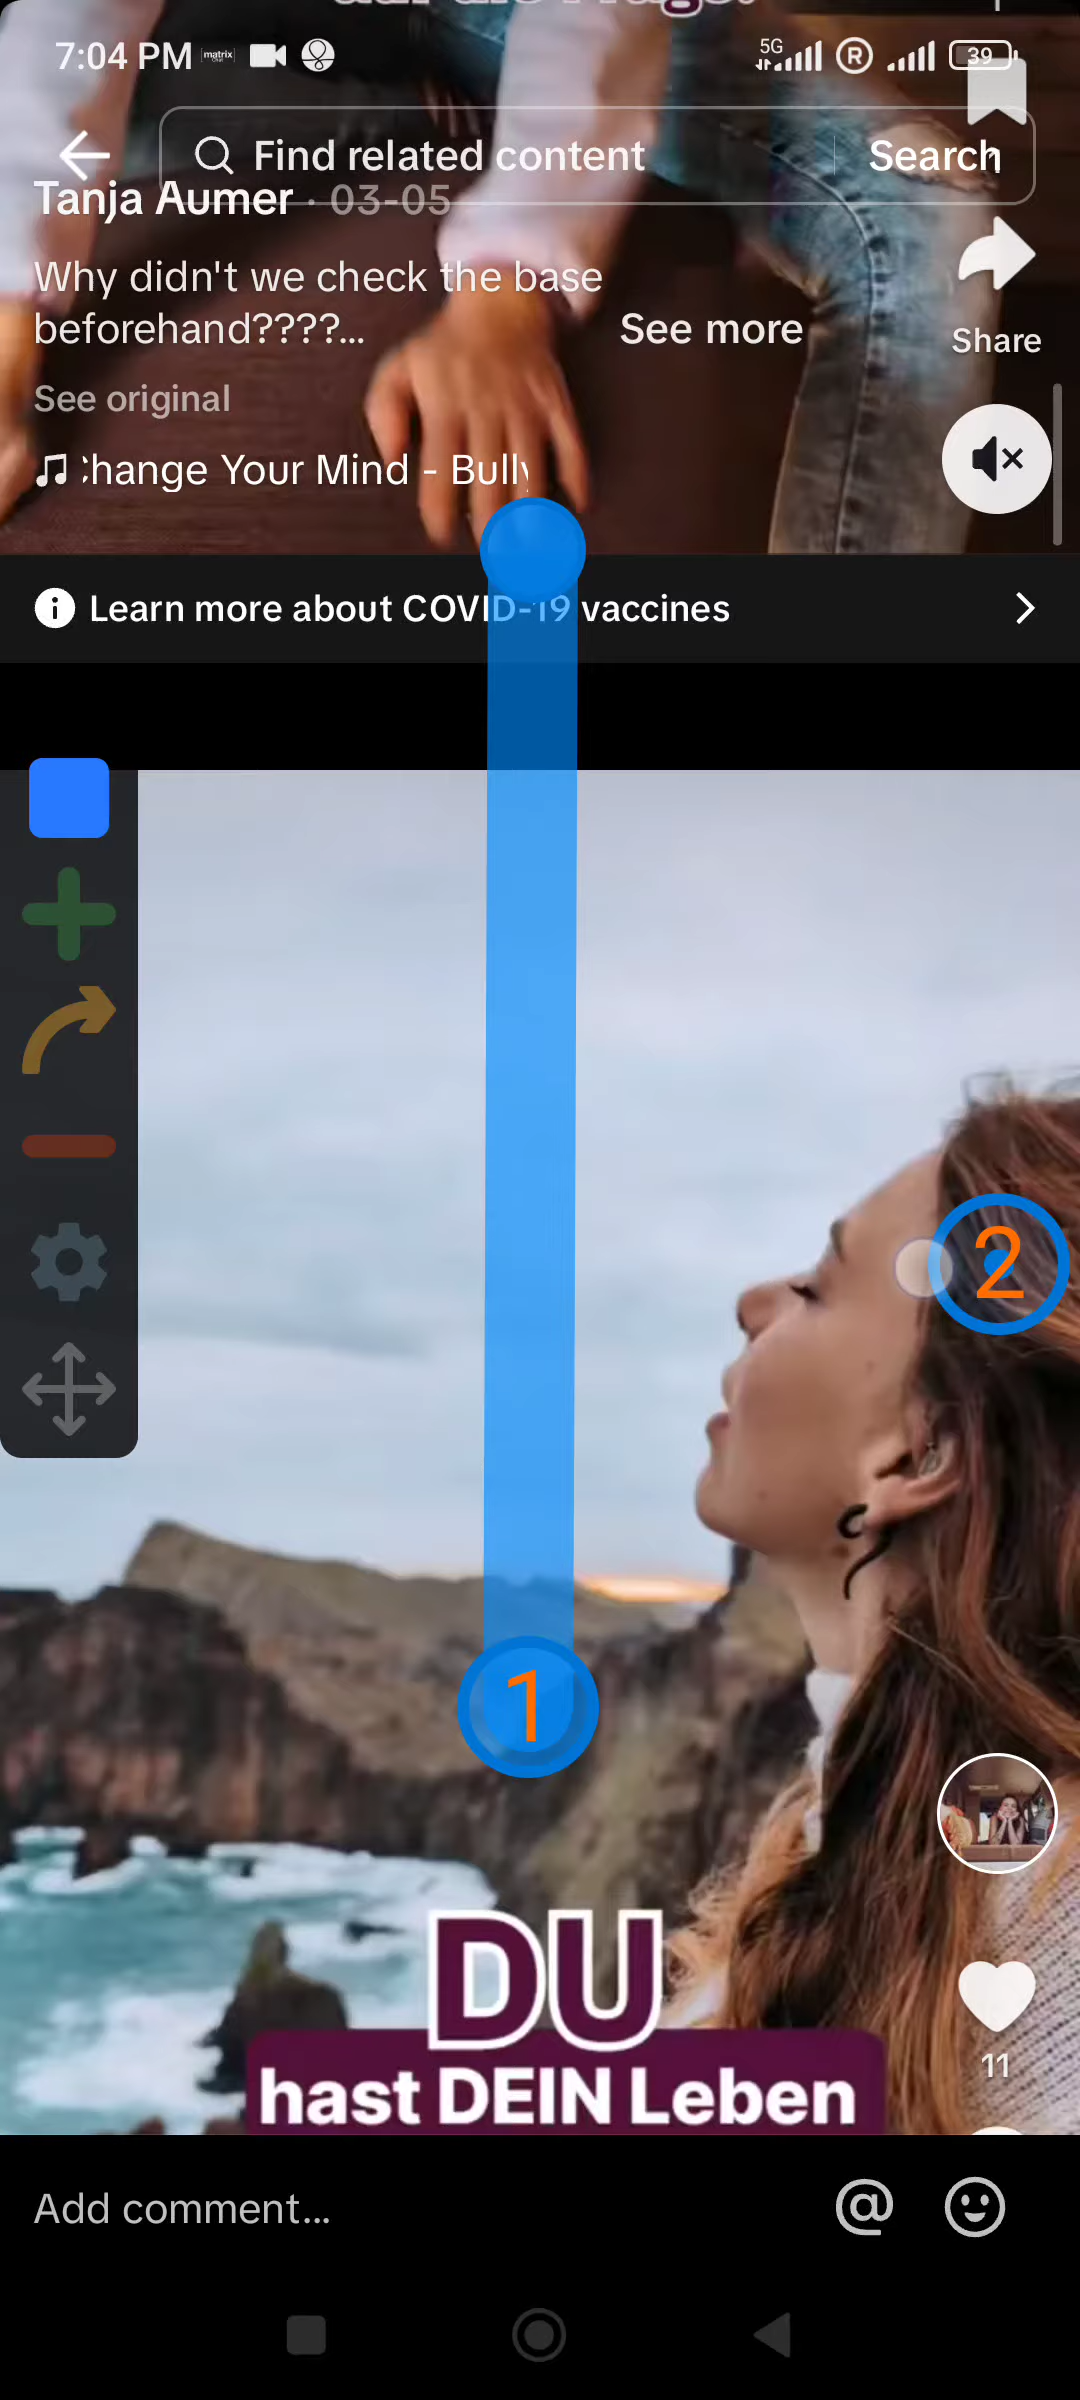 7:04 PM
matrix
5G
R
39
Find related content
Search
Tanja Aumer · 03-05
Why didn't we check the base
beforehand????...
See more
Share
See original
hange Your Mind - Bully
Learn more about COVID-19 vaccines
2
1
11
DU
hast DEIN Leben
Add comment...
@